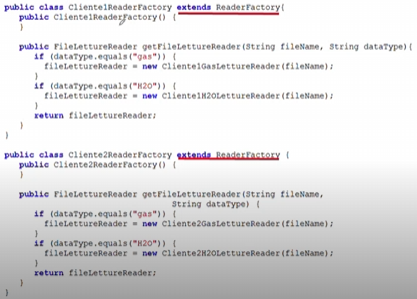 public class Cliente1ReaderFactory extends ReaderFactory{
public Cliente1ReaderFactory() {
}
public FileLettureReader getFileLettureReader(String fileName, String dataType){
if (dataType.equals("gas")) {
fileLettureReader = new Cliente1GasLettureReader(fileName);
}
if (dataType.equals("H2O")) {
fileLettureReader = new Cliente1H2OLettureReader(fileName);
}
return fileLettureReader;
}
}
public class Cliente2ReaderFactory extends ReaderFactory {
public Cliente2ReaderFactory() {
}
public FileLettureReader getFileLettureReader(String fileName,
String dataType) {
if (dataType.equals("gas")) {
fileLettureReader = new Cliente2GasLettureReader(fileName);
}
if (dataType.equals("H2O")) {
fileLettureReader = new Cliente2H2OLettureReader(fileName);
}
return fileLettureReader;
}
}